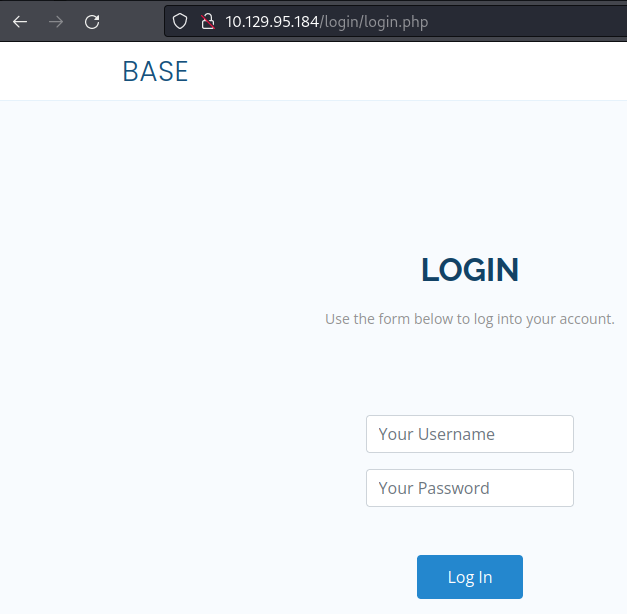 10.129.95.184/login/login.php
BASE
LOGIN
Use the form below to log into your account.
Your Username
Your Password
Log In